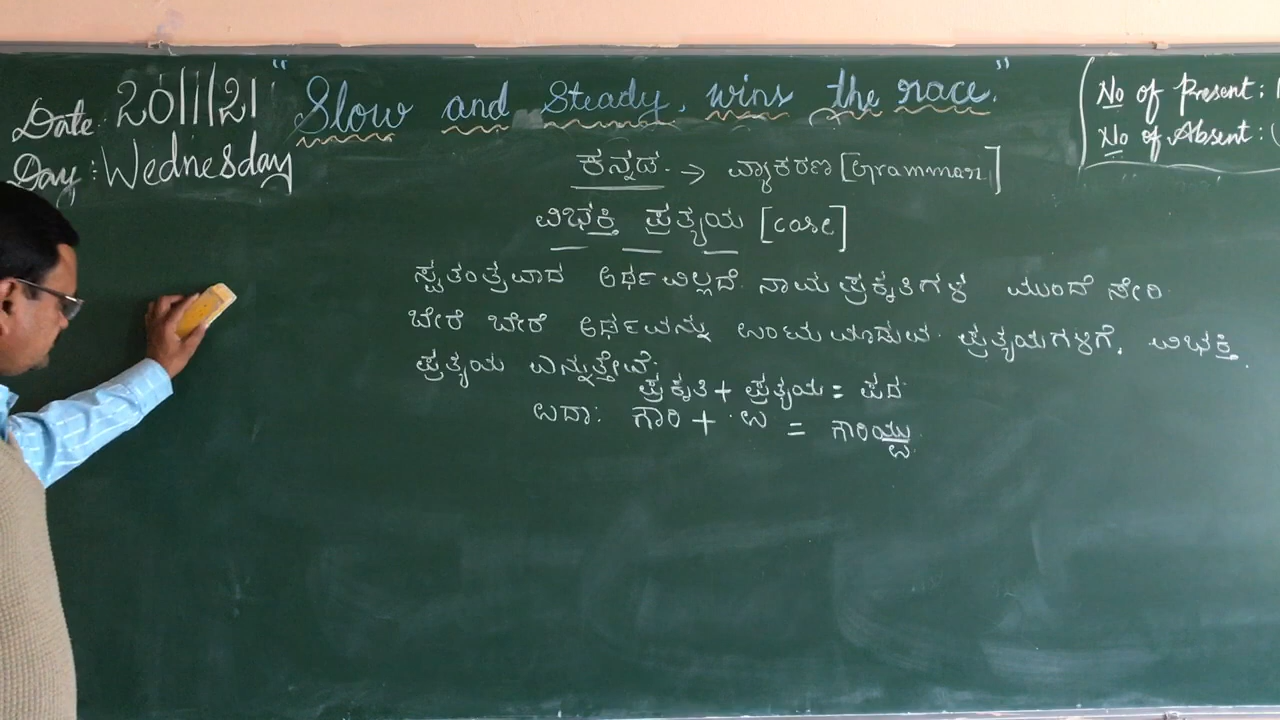 Date: 20/1/21 "Slow and Steady, wins the race."
Day: Wednesday
No of Present:
No of Absent:
ಕನ್ನಡ. → ವ್ಯಾಕರಣ [Grammar]
ವಿಭಕ್ತಿ ಪ್ರತ್ಯಯ [case]
ಸ್ವತಂತ್ರವಾದ ಅರ್ಥವಿಲ್ಲದೆ ನಾಮ ಪ್ರಕೃತಿಗಳ ಮುಂದೆ ಸೇರಿ
ಬೇರೆ ಬೇರೆ ಅರ್ಥವನ್ನು ಉಂಟುಮಾಡುವ ಪ್ರತ್ಯಯಗಳಿಗೆ, ವಿಭಕ್ತಿ
ಪ್ರತ್ಯಯ ಎನ್ನುತ್ತೇವೆ.
ಪ್ರಕೃತಿ + ಪ್ರತ್ಯಯ = ಪದ
ಉದಾ: ಗೌರಿ + ಉ = ಗೌರಿಯು
ಉ